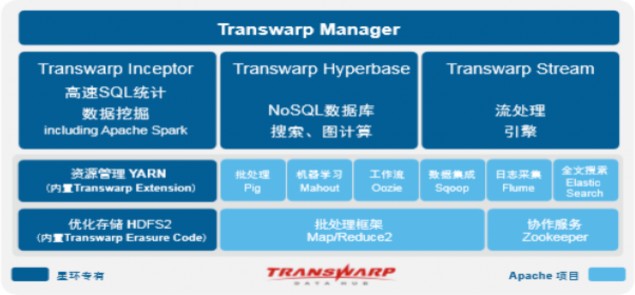 Transwarp Manager
Transwarp Inceptor
高速SQL统计
数据挖掘
including Apache Spark
Transwarp Hyperbase
NoSQL数据库
搜索、图计算
Transwarp Stream
流处理
引擎
资源管理 YARN
(内置Transwarp Extension)
批处理
Pig
机器学习
Mahout
工作流
Oozie
数据集成
Sqoop
日志采集
Flume
全文搜索
Elastic
Search
优化存储 HDFS2
(内置Transwarp Erasure Code)
批处理框架
Map/Reduce2
协作服务
Zookeeper
星环专有
TRANSWARP
DATA HUB
Apache 项目